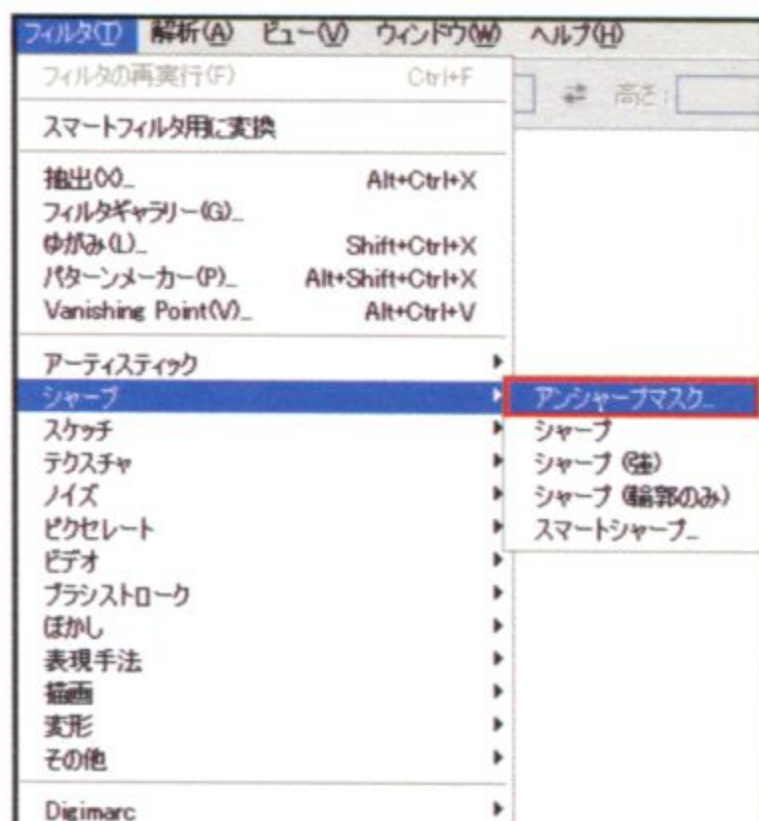 フィルタ(T) 解析(A) ビュー(V) ウィンドウ(W) ヘルプ(H)
フィルタの再実行(F) Ctrl+F
高さ:
スマートフィルタ用に変換
抽出(X)... Alt+Ctrl+X
フィルタギャラリー(G)...
ゆがみ(L)... Shift+Ctrl+X
パターンメーカー(P)... Alt+Shift+Ctrl+X
Vanishing Point(V)... Alt+Ctrl+V
アーティスティック
シャープ
スケッチ
テクスチャ
ノイズ
ピクセレート
ビデオ
ブラシストローク
ぼかし
表現手法
描画
変形
その他
Digimarc
アンシャープマスク...
シャープ
シャープ (強)
シャープ (輪郭のみ)
スマートシャープ...